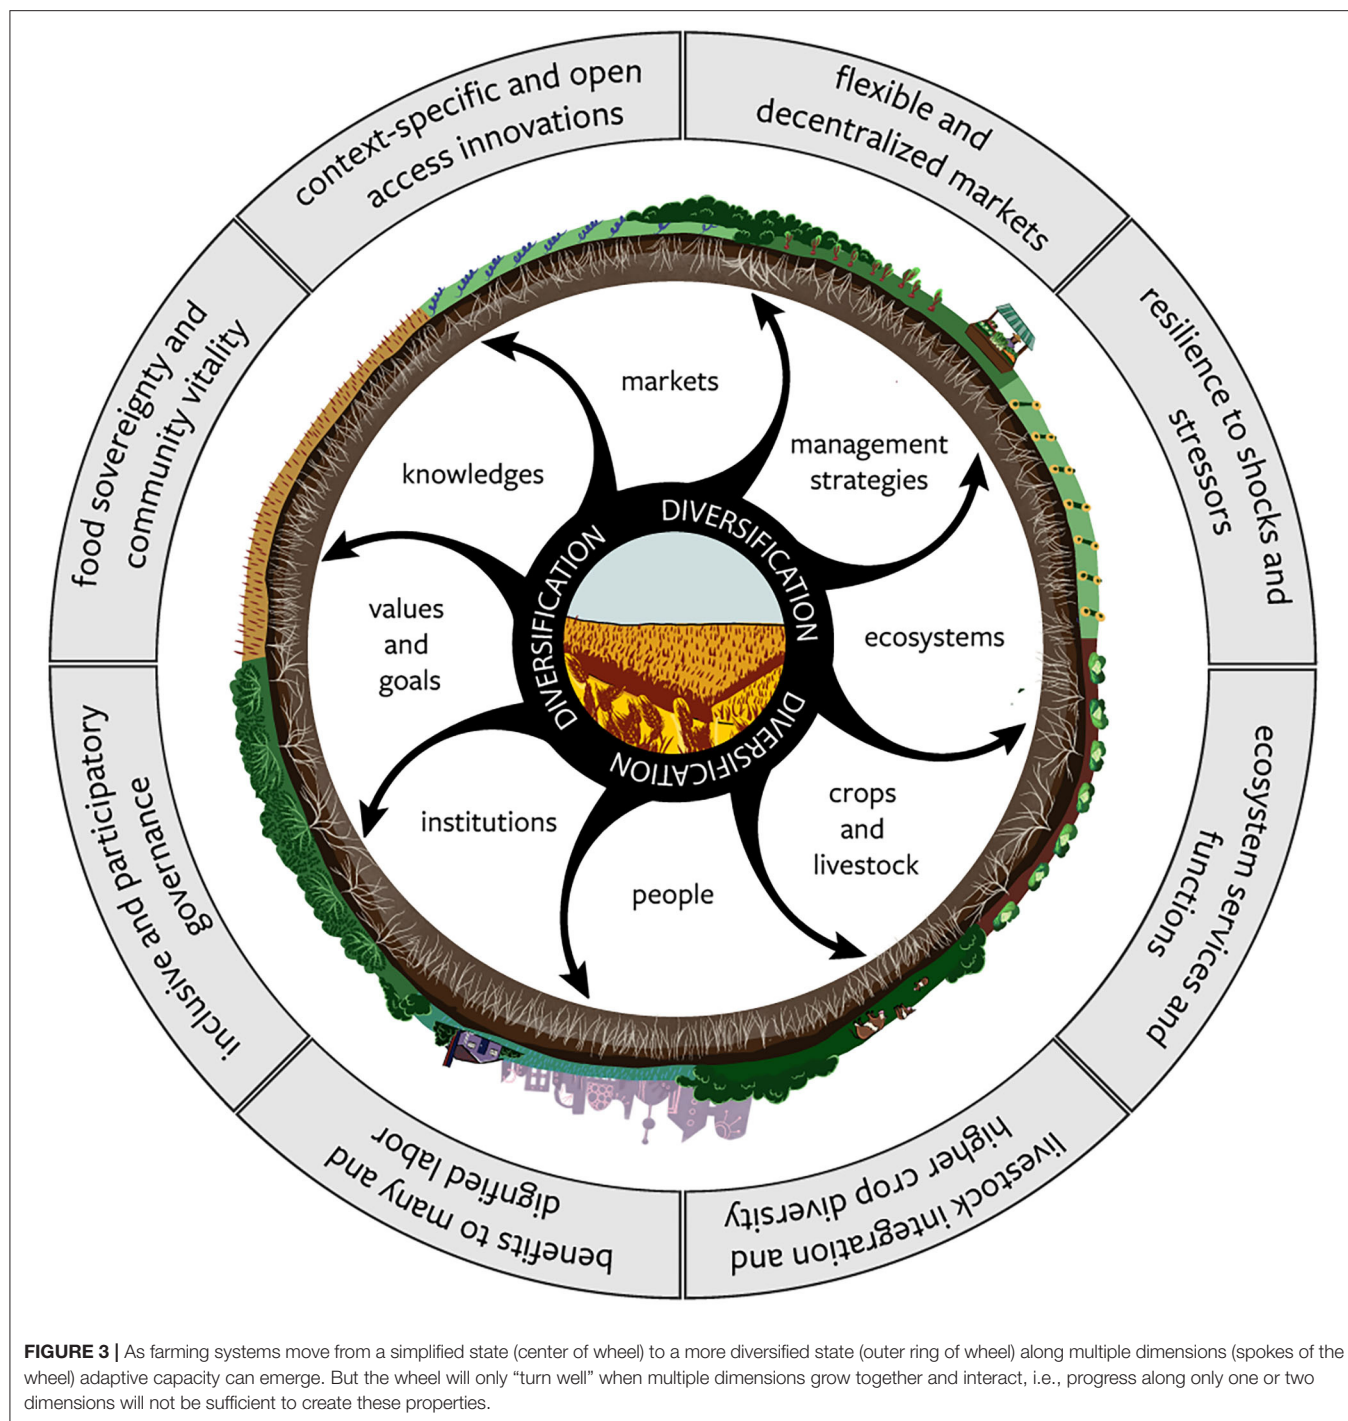 context-specific and open
access innovations
flexible and
decentralized markets
resilience to shocks and
stressors
ecosystem services and
functions
livestock integration and
higher crop diversity
benefits to many and
dignified labor
inclusive and participatory
governance
food sovereignty and
community vitality
markets
management
strategies
ecosystems
crops
and
livestock
people
institutions
values
and
goals
knowledges
DIVERSIFICATION
DIVERSIFICATION
DIVERSIFICATION
DIVERSIFICATION
FIGURE 3 | As farming systems move from a simplified state (center of wheel) to a more diversified state (outer ring of wheel) along multiple dimensions (spokes of the
wheel) adaptive capacity can emerge. But the wheel will only “turn well” when multiple dimensions grow together and interact, i.e., progress along only one or two
dimensions will not be sufficient to create these properties.